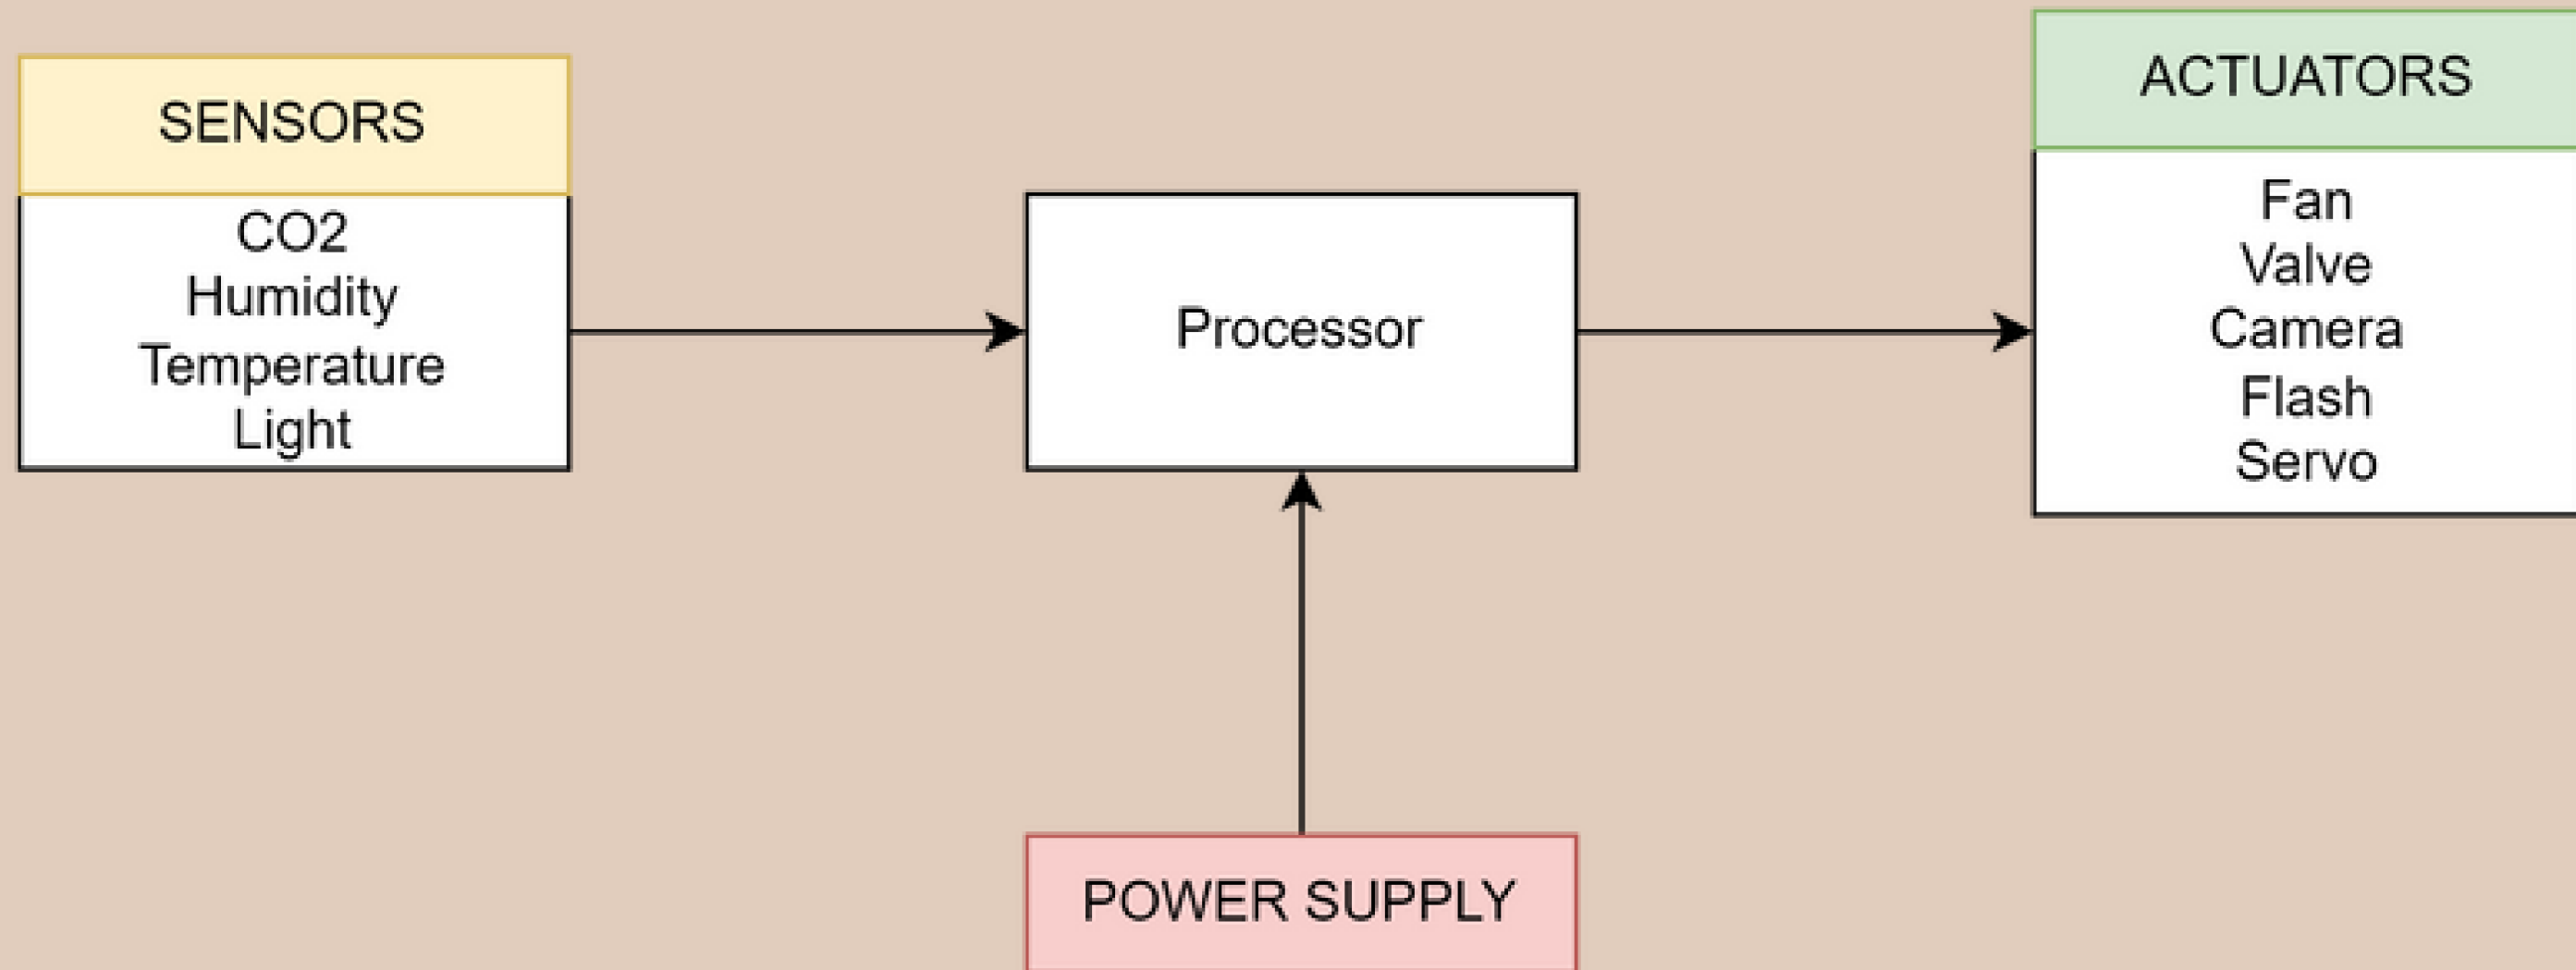 SENSORS
CO2
Humidity
Temperature
Light
Processor
ACTUATORS
Fan
Valve
Camera
Flash
Servo
POWER SUPPLY